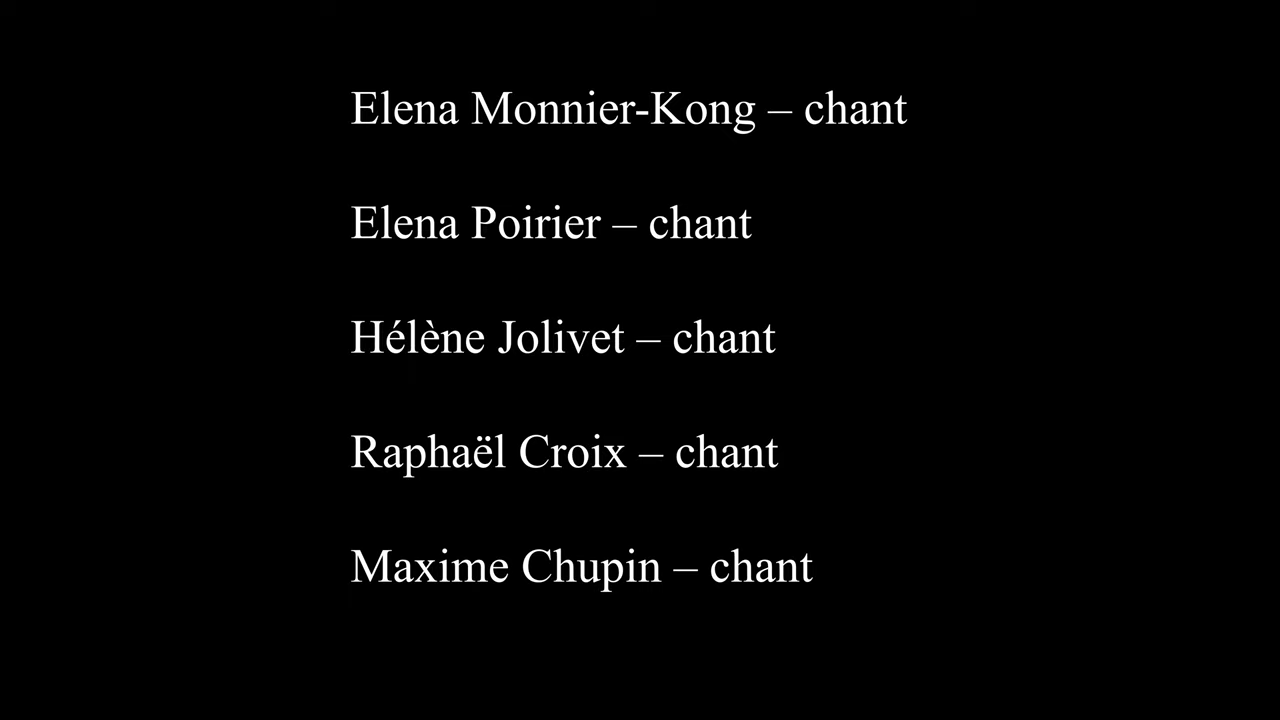 Elena Monnier-Kong – chant
Elena Poirier – chant
Hélène Jolivet – chant
Raphaël Croix – chant
Maxime Chupin – chant